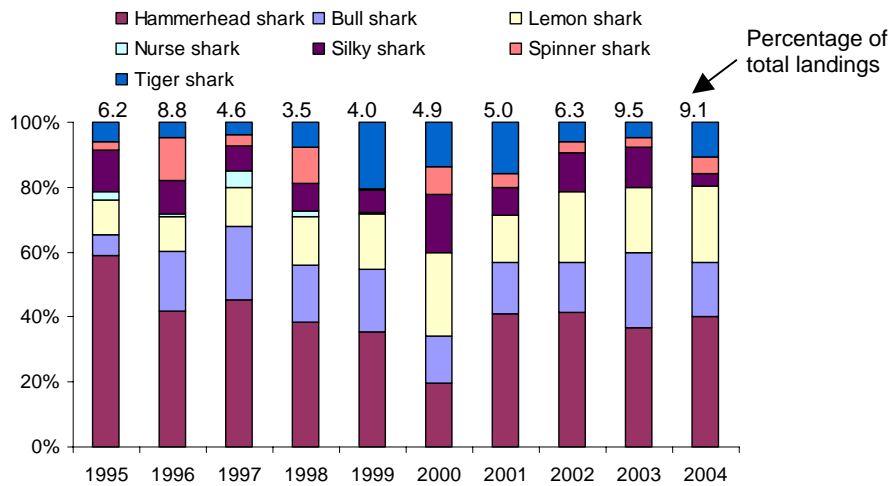 Hammerhead shark Bull shark Lemon shark
Nurse shark Silky shark Spinner shark
Tiger shark
Percentage of
total landings
6.2 8.8 4.6 3.5 4.0 4.9 5.0 6.3 9.5 9.1
100%
80%
60%
40%
20%
0%
1995 1996 1997 1998 1999 2000 2001 2002 2003 2004